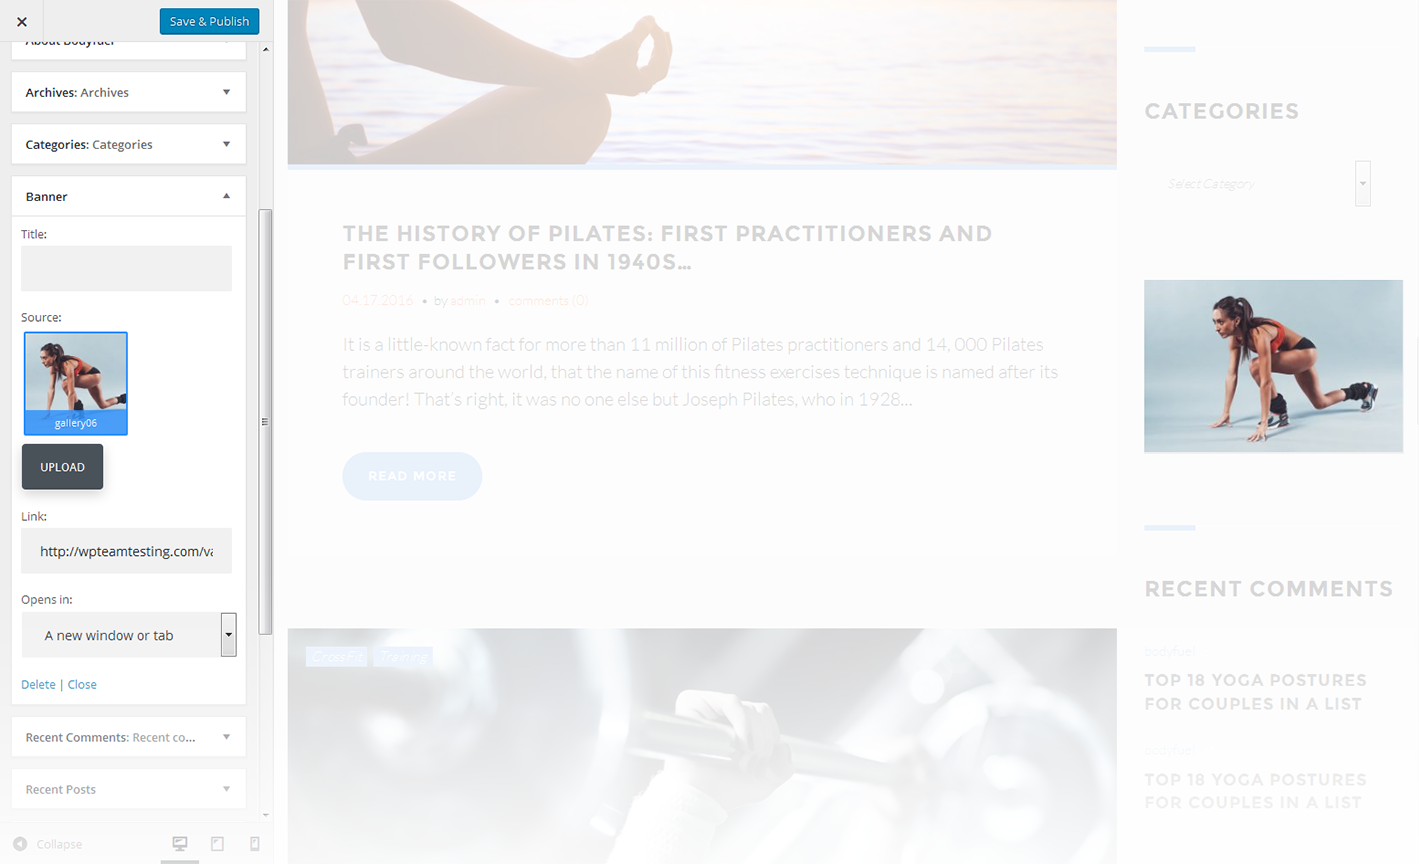 Save & Publish
About Bodyfuel
Archives: Archives
Categories: Categories
Banner
Title:
Source:
gallery06
UPLOAD
Link:
http://wpteamtesting.com/va
Opens in:
A new window or tab
Delete | Close
Recent Comments: Recent co...
Recent Posts
Collapse
THE HISTORY OF PILATES: FIRST PRACTITIONERS AND
FIRST FOLLOWERS IN 1940S...
04.17.2016 • by admin • comments (0)
It is a little-known fact for more than 11 million of Pilates practitioners and 14, 000 Pilates
trainers around the world, that the name of this fitness exercises technique is named after its
founder! That's right, it was no one else but Joseph Pilates, who in 1928...
READ MORE
CrossFit Training
CATEGORIES
Select Category
RECENT COMMENTS
bodyfuel
TOP 18 YOGA POSTURES
FOR COUPLES IN A LIST
bodyfuel
TOP 18 YOGA POSTURES
FOR COUPLES IN A LIST